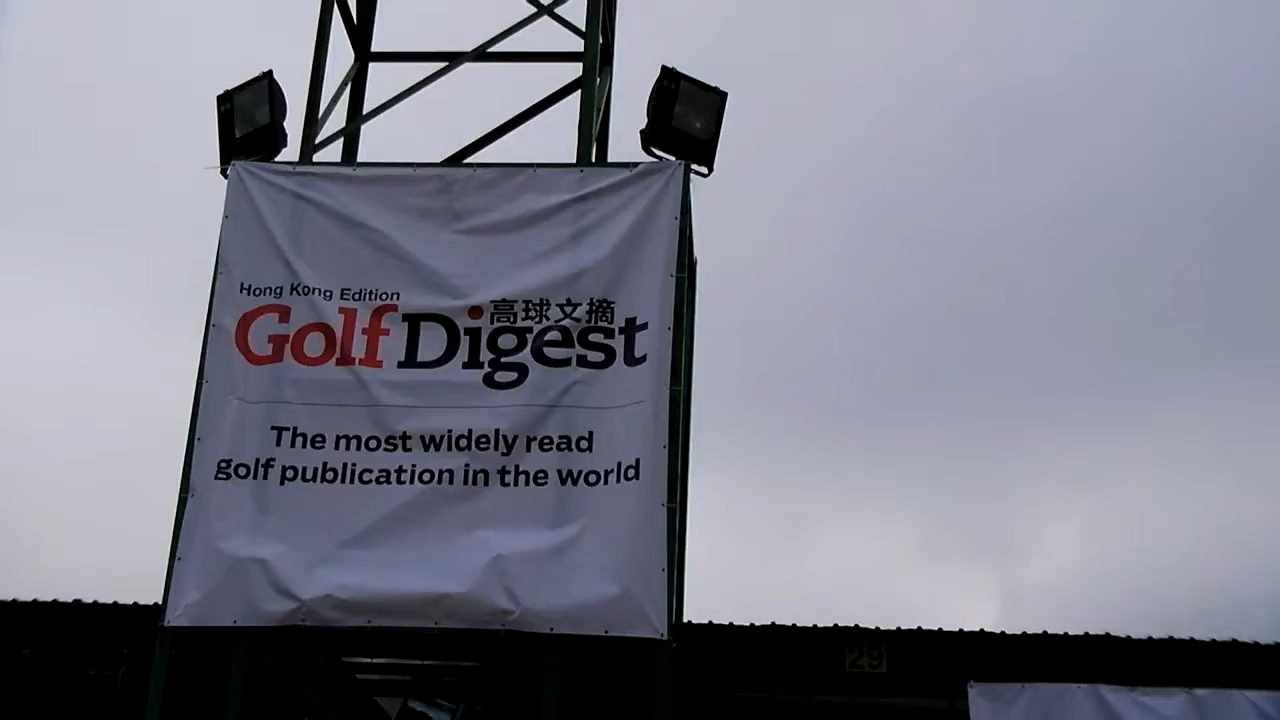 Hong Kong Edition
高球文摘
Golf Digest
The most widely read
golf publication in the world
29